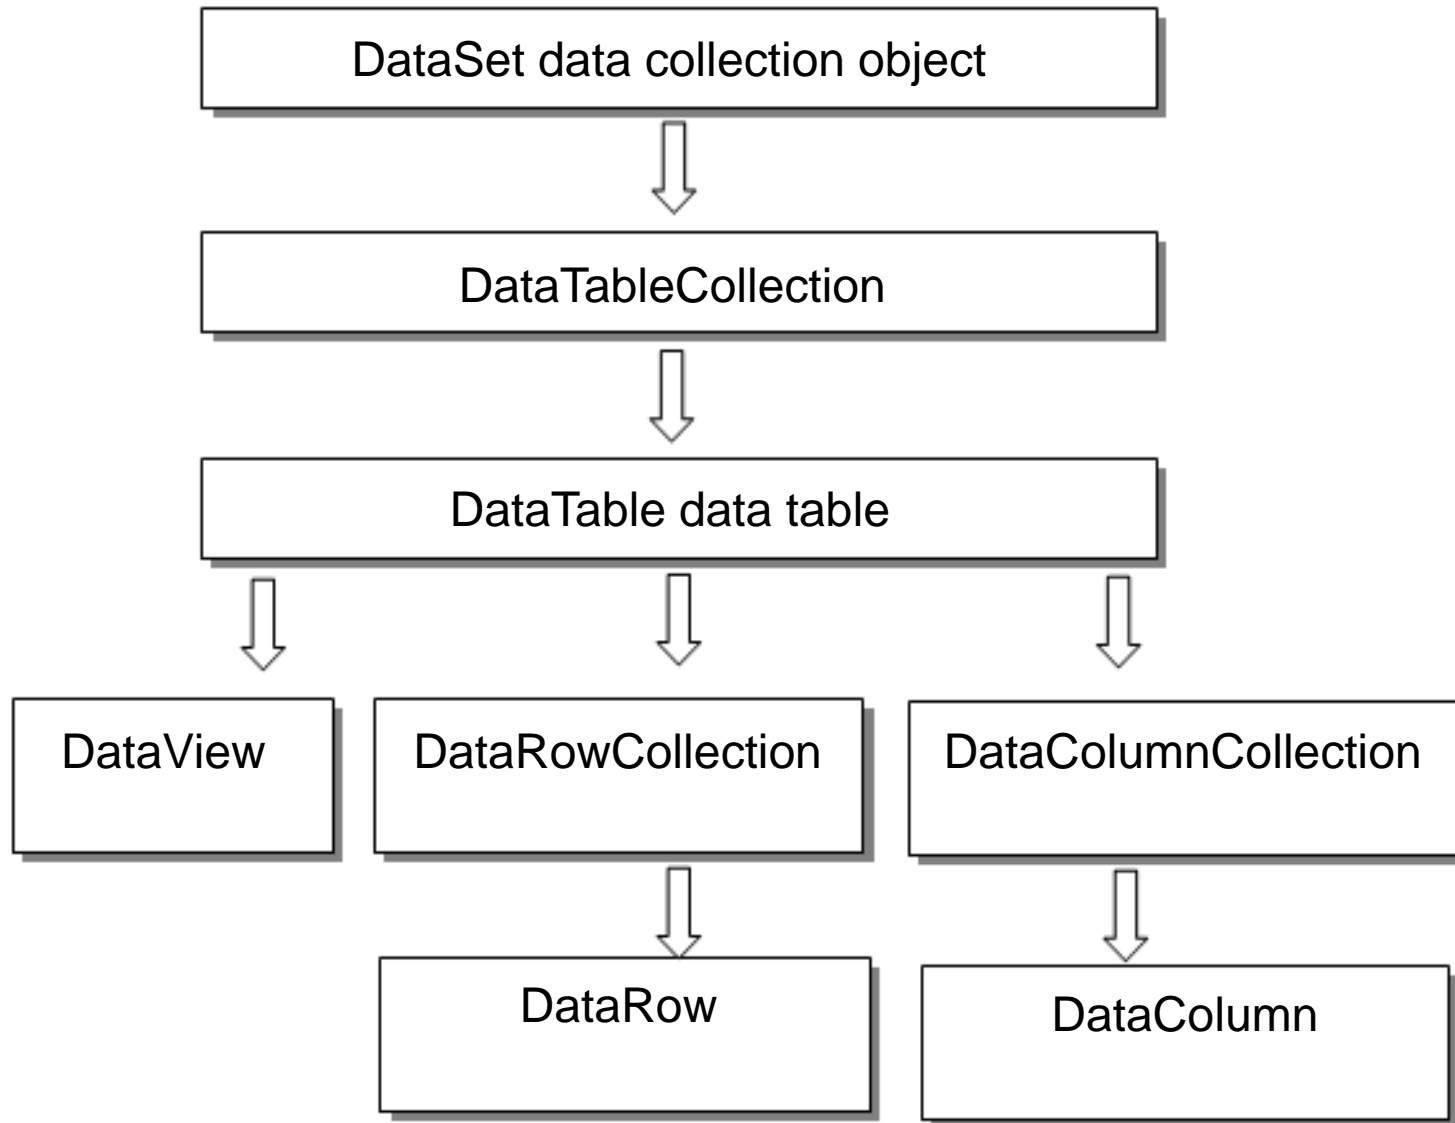 DataSet data collection object
DataTableCollection
DataTable data table
DataView
DataRowCollection
DataColumnCollection
DataRow
DataColumn